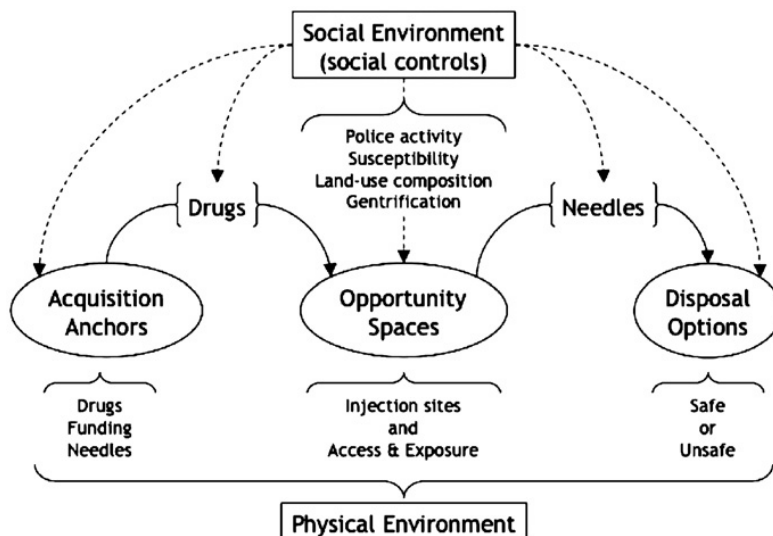 Social Environment
(social controls)
Police activity
Susceptibility
Land-use composition
Gentrification
{Drugs}
{Needles}
Acquisition
Anchors
Opportunity
Spaces
Disposal
Options
Drugs
Funding
Needles
Injection sites
and
Access & Exposure
Safe
or
Unsafe
Physical Environment